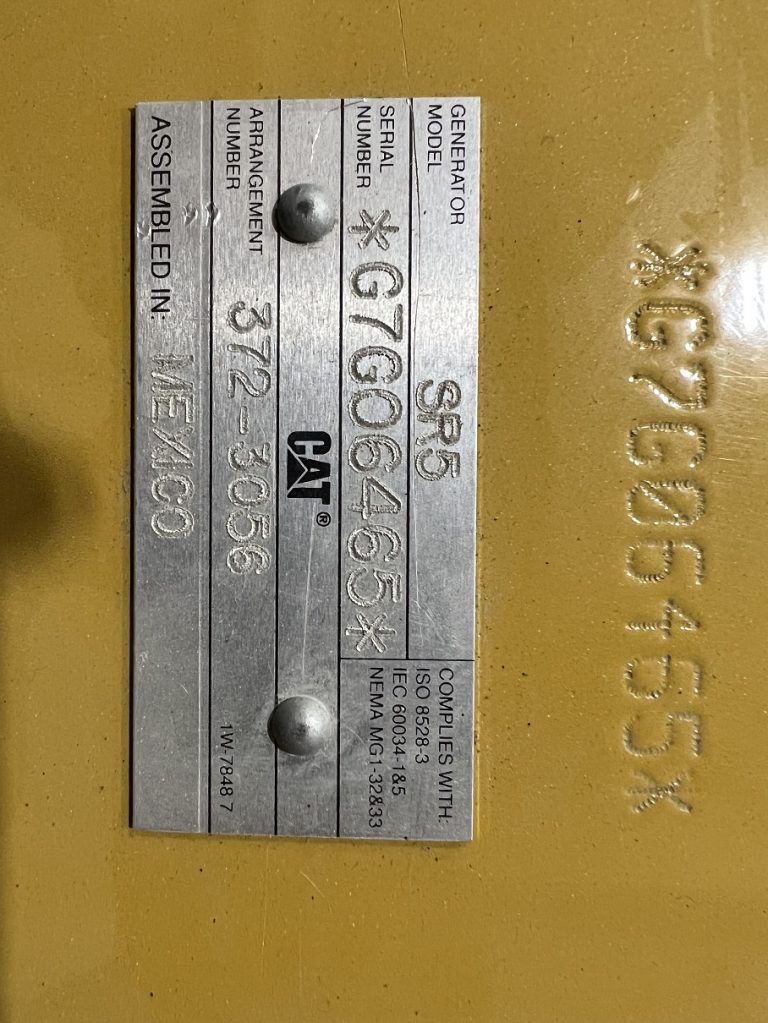 *G7G06465*
GENERATOR
MODEL
SR5
SERIAL
NUMBER
*G7G06465*
COMPLIES WITH:
ISO 8528-3
IEC 60034-1&5
NEMA MG1-32&33
CAT®
ARRANGEMENT
NUMBER
372-3056
1W-7848 7
ASSEMBLED IN:
MEXICO